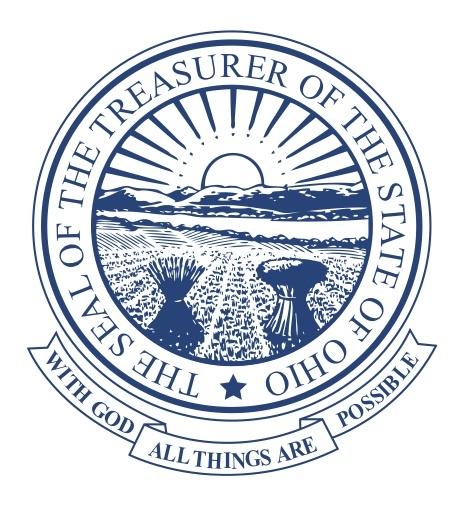 THE SEAL OF THE TREASURER OF THE STATE OF OHIO
WITH GOD ALL THINGS ARE POSSIBLE